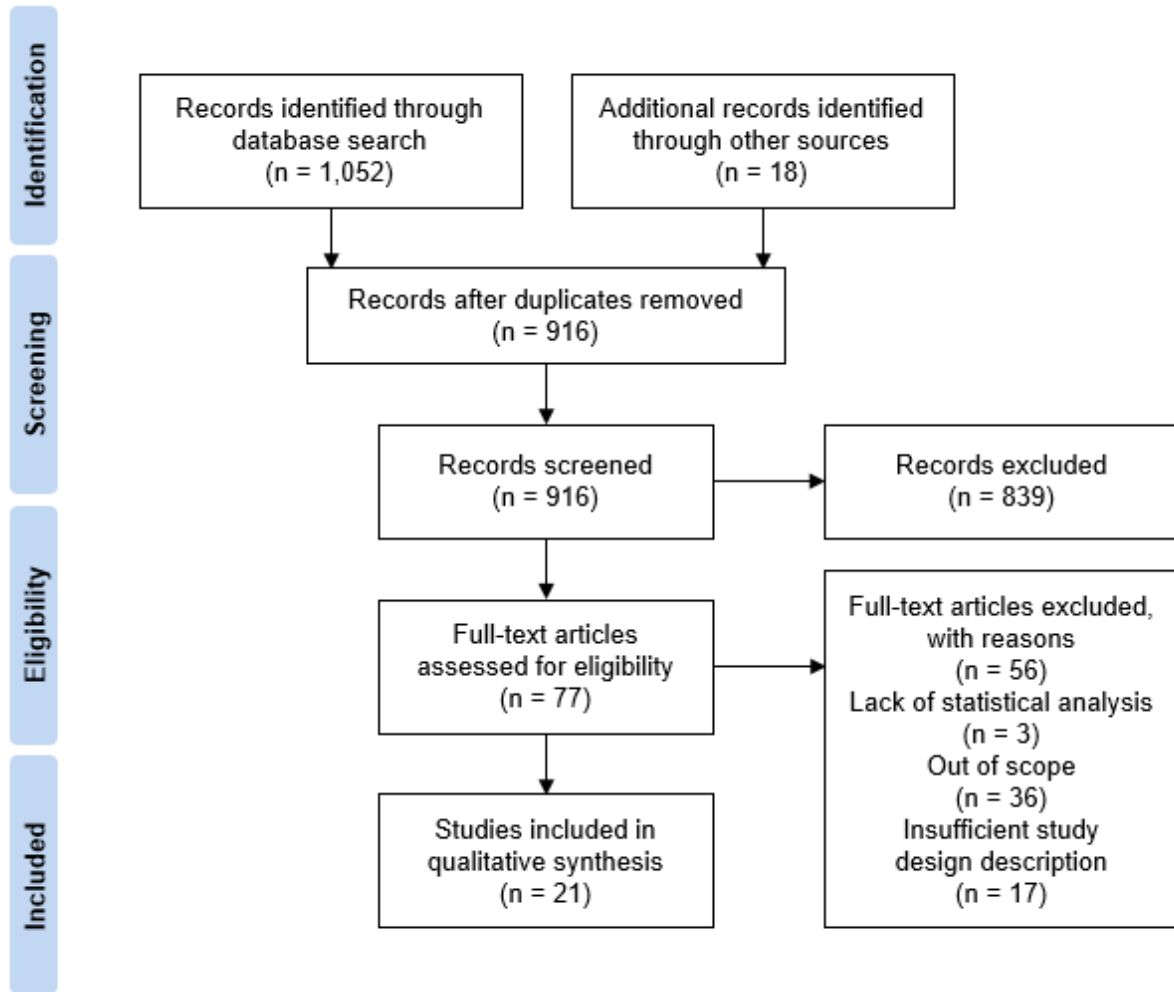 Identification
Records identified through
database search
(n = 1,052)
Additional records identified
through other sources
(n = 18)
Screening
Records after duplicates removed
(n = 916)
Records screened
(n = 916)
Records excluded
(n = 839)
Eligibility
Full-text articles
assessed for eligibility
(n = 77)
Full-text articles excluded,
with reasons
(n = 56)
Lack of statistical analysis
(n = 3)
Out of scope
(n = 36)
Insufficient study
design description
(n = 17)
Included
Studies included in
qualitative synthesis
(n = 21)